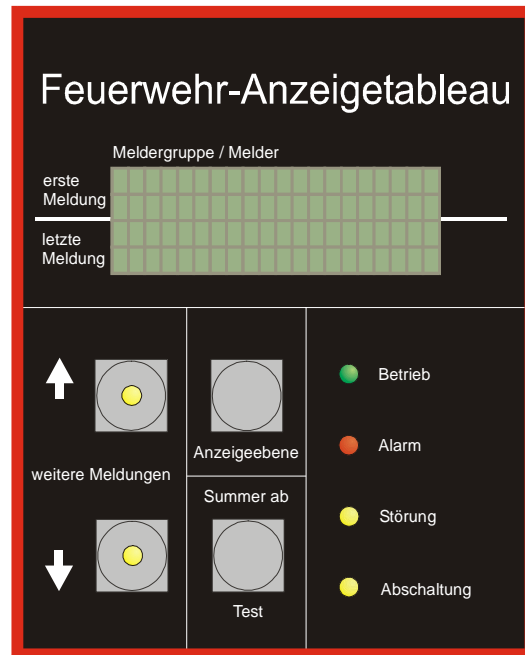 Feuerwehr-Anzeigetableau
Meldergruppe / Melder
erste
Meldung
letzte
Meldung
weitere Meldungen
Anzeigeebene
Summer ab
Test
Betrieb
Alarm
Störung
Abschaltung